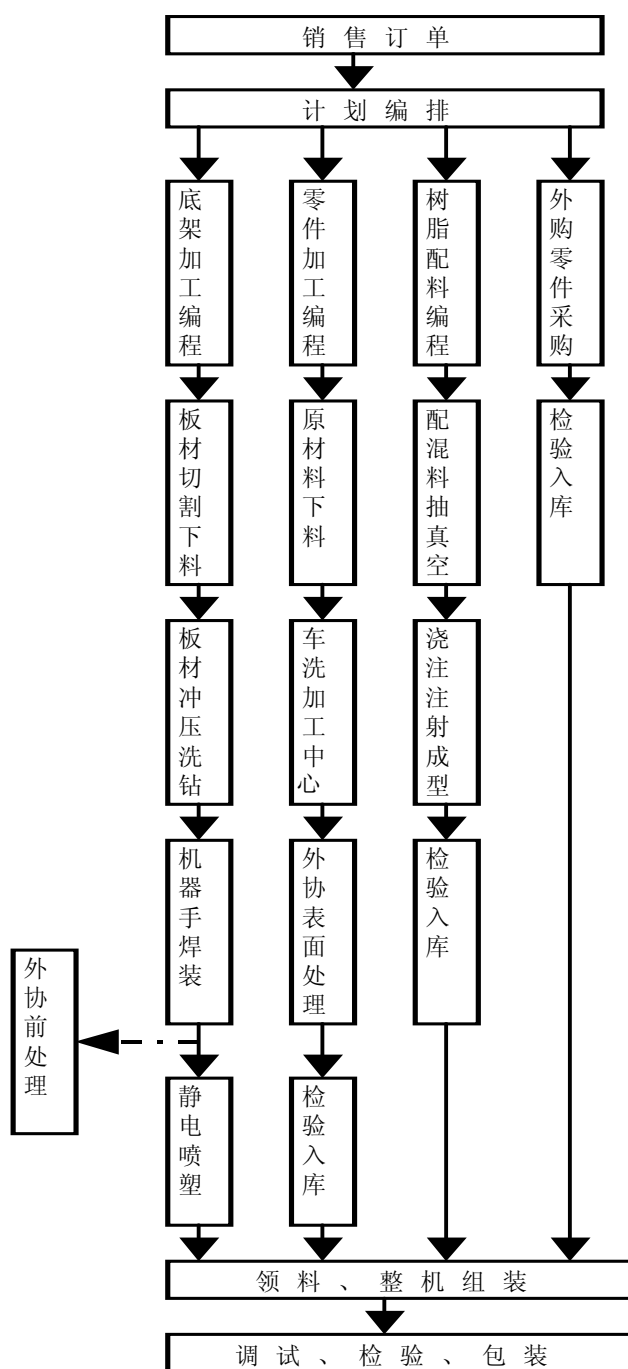 销售订单
计划编排
底架加工编程
零件加工编程
树脂配料编程
外购零件采购
板材切割下料
原材料下料
配混料抽真空
检验入库
板材冲压洗钻
车洗加工中心
浇注注射成型
机器手焊装
外协表面处理
检验入库
外协前处理
静电喷塑
检验入库
领料、整机组装
调试、检验、包装